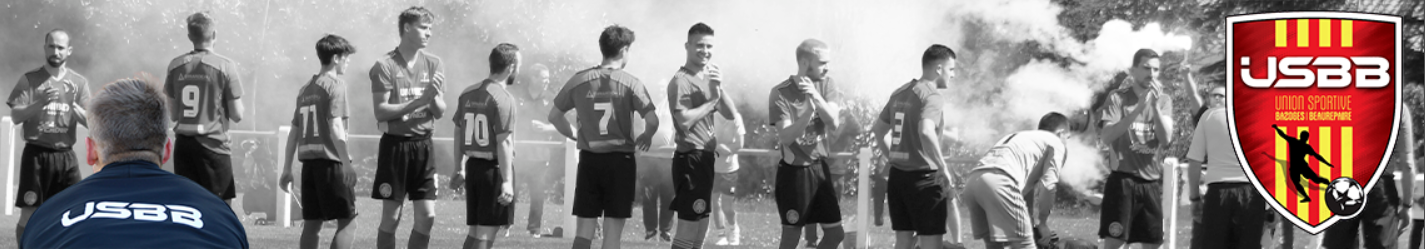 9
11
10
7
3
USBB
USBB
UNION SPORTIVE
BAZOGES | BEAUREPAIRE